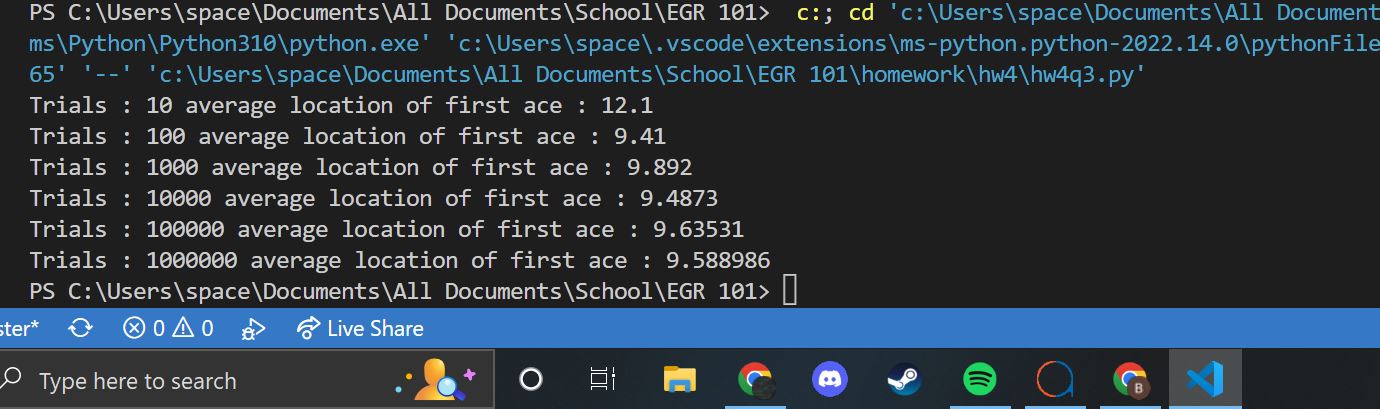 PS C:\Users\space\Documents\All Documents\School\EGR 101>  c:; cd 'c:\Users\space\Documents\All Document
ms\Python\Python310\python.exe' 'c:\Users\space\.vscode\extensions\ms-python.python-2022.14.0\pythonFile
65' '--' 'c:\Users\space\Documents\All Documents\School\EGR 101\homework\hw4\hw4q3.py'
Trials : 10 average location of first ace : 12.1
Trials : 100 average location of first ace : 9.41
Trials : 1000 average location of first ace : 9.892
Trials : 10000 average location of first ace : 9.4873
Trials : 100000 average location of first ace : 9.63531
Trials : 1000000 average location of first ace : 9.588986
PS C:\Users\space\Documents\All Documents\School\EGR 101>
ster* 0 0 Live Share
Type here to search B